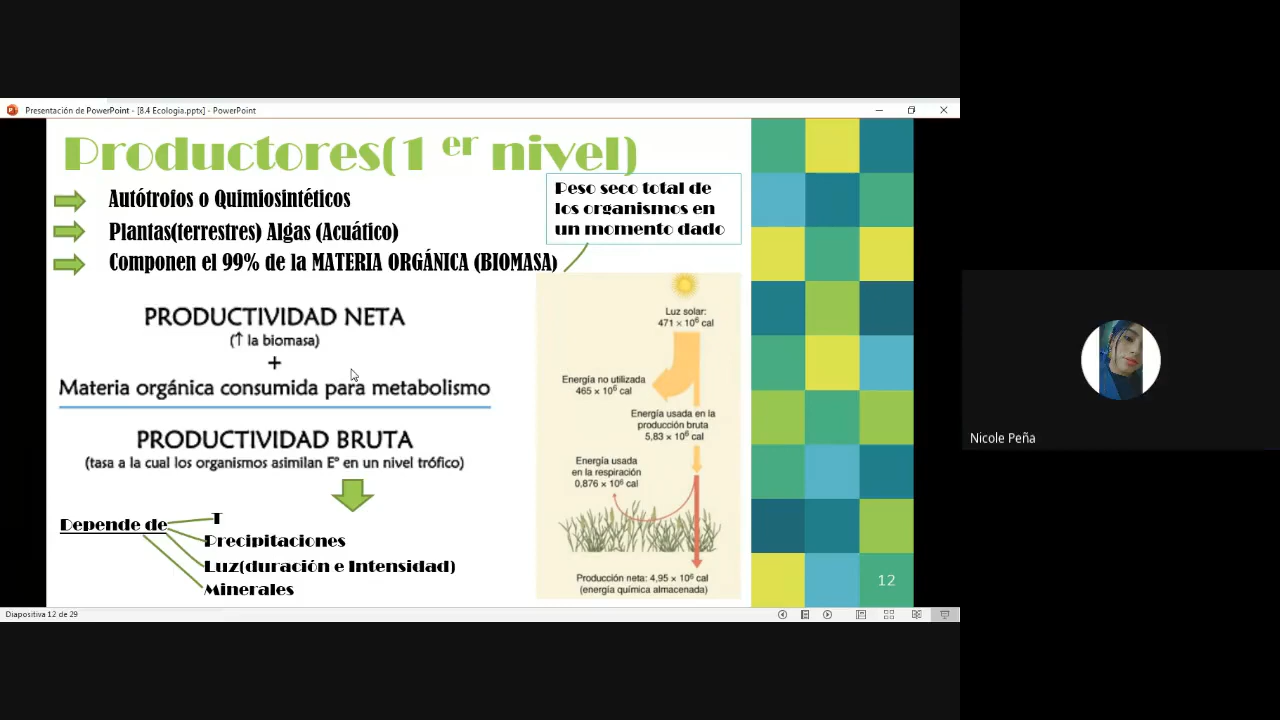 Presentación de PowerPoint - [8.4 Ecologia.pptx] - PowerPoint
Productores(1 er nivel)
Autótrofos o Quimiosintéticos
Plantas(terrestres) Algas (Acuático)
Componen el 99% de la MATERIA ORGÁNICA (BIOMASA)
Peso seco total de
los organismos en
un momento dado
PRODUCTIVIDAD NETA
(↑ la biomasa)
+
Materia orgánica consumida para metabolismo
PRODUCTIVIDAD BRUTA
(tasa a la cual los organismos asimilan E° en un nivel trófico)
Depende de
T
Precipitaciones
Luz(duración e Intensidad)
Minerales
Luz solar:
471 × 10⁶ cal
Energía no utilizada
465 × 10⁶ cal
Energía usada en la
producción bruta
5,83 × 10⁶ cal
Energía usada
en la respiración
0,876 × 10⁶ cal
Producción neta: 4,95 × 10⁶ cal
(energía química almacenada)
12
Diapositiva 12 de 29
Nicole Peña